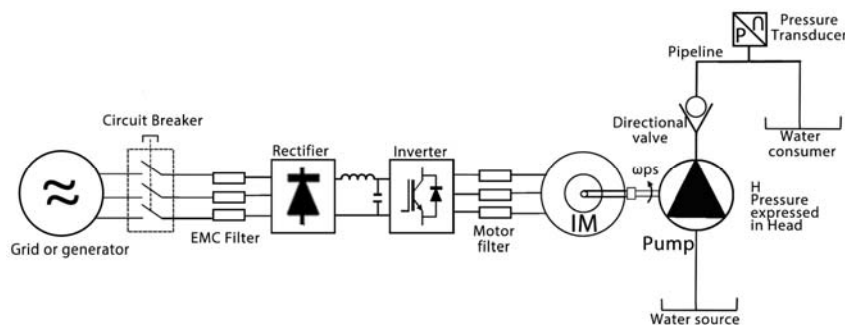 P
Pressure
Transducer
Pipeline
Circuit Breaker
Directional
valve
Water
consumer
Rectifier
Inverter
ωps
H
Pressure
expressed
in Head
IM
Pump
Grid or generator
EMC Filter
Motor
filter
Water source